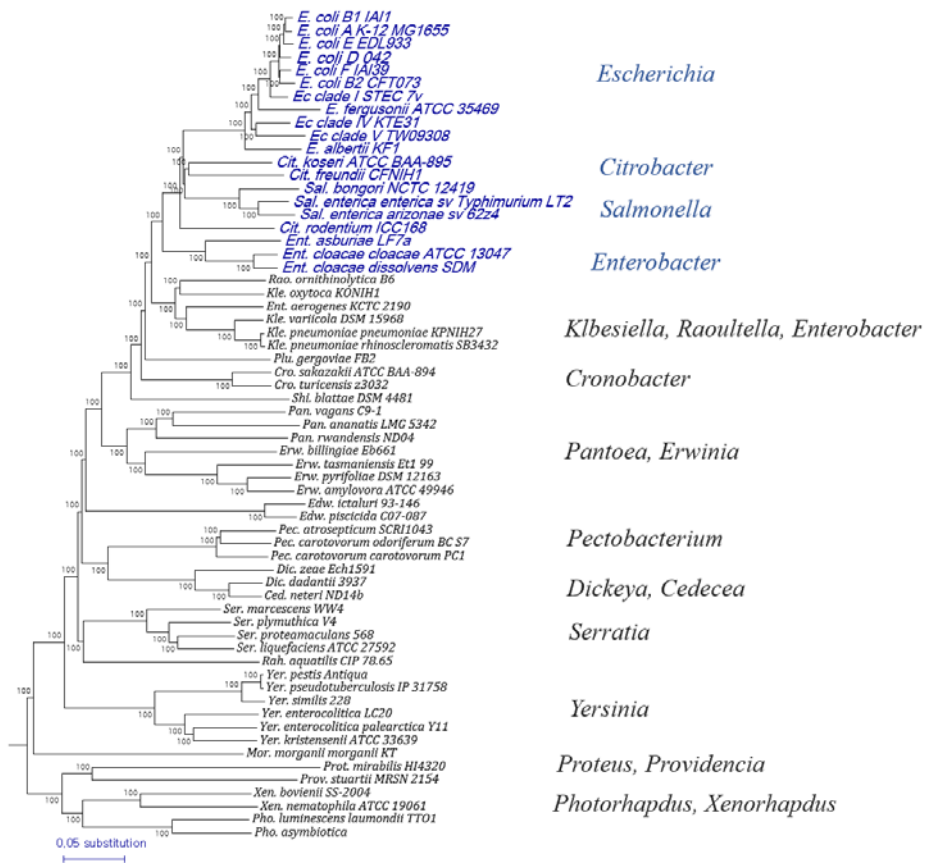 E. coli B1 IAI1
E. coli A K-12 MG1655
E. coli E EDL933
E. coli D 042
E. coli F IAI39
E. coli B2 CFT073
Ec clade I STEC 7v
E. fergusonii ATCC 35469
Ec clade IV KTE31
Ec clade V TW09308
E. albertii KF1
Escherichia
Cit. koseri ATCC BAA-895
Cit. freundii CFNIH1
Citrobacter
Sal. bongori NCTC 12419
Sal. enterica enterica sv Typhimurium LT2
Sal. enterica arizonae sv 62z4
Salmonella
Cit. rodentium ICC168
Ent. asburiae LF7a
Ent. cloacae cloacae ATCC 13047
Ent. cloacae dissolvens SDM
Enterobacter
Rao. ornithinolytica B6
Kle. oxytoca KONIH1
Ent. aerogenes KCTC 2190
Kle. variicola DSM 15968
Kle. pneumoniae pneumoniae KPNIH27
Kle. pneumoniae rhinoscleromatis SB3432
Klbesiella, Raoultella, Enterobacter
Plu. gergoviae FB2
Cro. sakazakii ATCC BAA-894
Cro. turicensis z3032
Cronobacter
Shi. blattae DSM 4481
Pan. vagans C9-1
Pan. ananatis LMG 5342
Pan. rwandensis ND04
Erw. billingiae Eb661
Erw. tasmaniensis Et1 99
Erw. pyrifoliae DSM 12163
Erw. amylovora ATCC 49946
Pantoea, Erwinia
Edw. ictaluri 93-146
Edw. piscicida C07-087
Pec. atrosepticum SCRI1043
Pec. carotovorum odoriferum BC S7
Pec. carotovorum carotovorum PC1
Pectobacterium
Dic. zeae Ech1591
Dic. dadantii 3937
Ced. neteri ND14b
Dickeya, Cedecea
Ser. marcescens WW4
Ser. plymuthica V4
Ser. proteamaculans 568
Ser. liquefaciens ATCC 27592
Serratia
Rah. aquatilis CIP 78.65
Yer. pestis Antiqua
Yer. pseudotuberculosis IP 31758
Yer. similis 228
Yer. enterocolitica LC20
Yer. enterocolitica palearctica Y11
Yer. kristensenii ATCC 33639
Yersinia
Mor. morganii morganii KT
Prot. mirabilis HI4320
Prov. stuartii MRSN 2154
Proteus, Providencia
Xen. bovienii SS-2004
Xen. nematophila ATCC 19061
Pho. luminescens laumondii TTO1
Pho. asymbiotica
Photorhapdus, Xenorhapdus
100
0.05 substitution